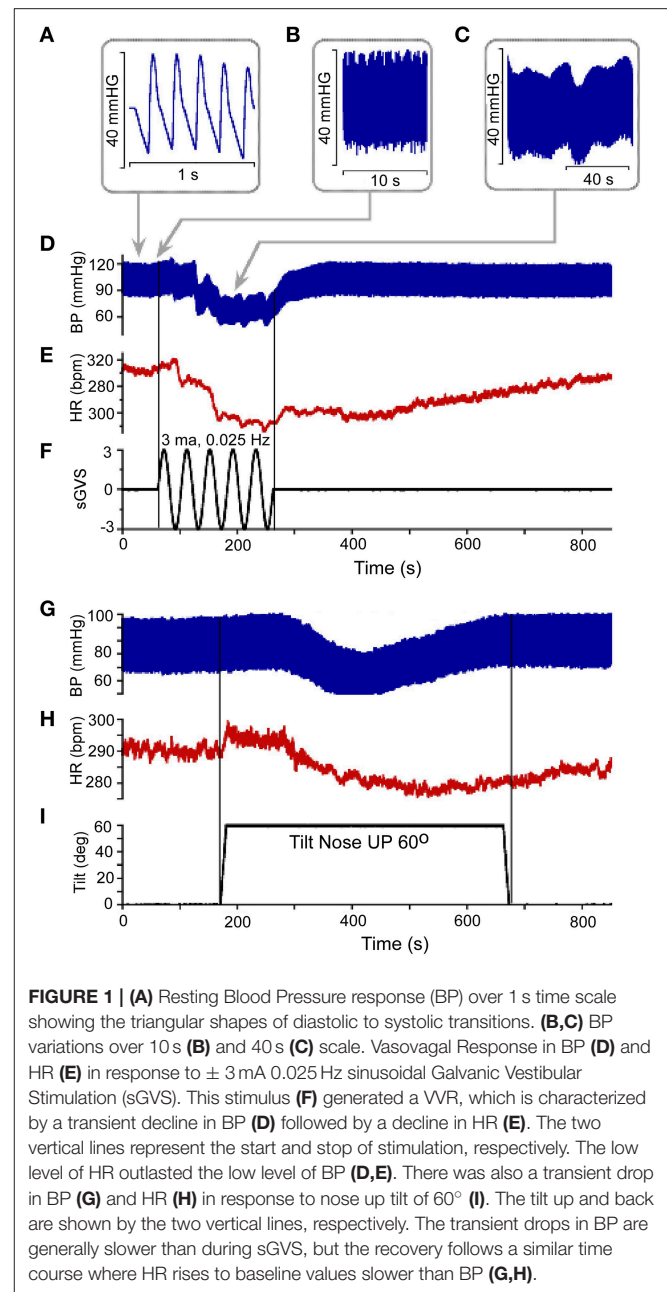 A
B
C
40 mmHG
1 s
40 mmHG
10 s
40 mmHG
40 s
D
BP (mmHg)
120
90
60
E
HR (bpm)
320
280
300
3 ma, 0.025 Hz
F
sGVS
3
0
-3
0 200 400 600 800
Time (s)
G
BP (mmHg)
100
80
60
H
HR (bpm)
300
290
280
I
Tilt (deg)
60
40
20
0
Tilt Nose UP 60º
0 200 400 600 800
Time (s)
FIGURE 1 | (A) Resting Blood Pressure response (BP) over 1 s time scale
showing the triangular shapes of diastolic to systolic transitions. (B,C) BP
variations over 10 s (B) and 40 s (C) scale. Vasovagal Response in BP (D) and
HR (E) in response to ± 3 mA 0.025 Hz sinusoidal Galvanic Vestibular
Stimulation (sGVS). This stimulus (F) generated a VVR, which is characterized
by a transient decline in BP (D) followed by a decline in HR (E). The two
vertical lines represent the start and stop of stimulation, respectively. The low
level of HR outlasted the low level of BP (D,E). There was also a transient drop
in BP (G) and HR (H) in response to nose up tilt of 60° (I). The tilt up and back
are shown by the two vertical lines, respectively. The transient drops in BP are
generally slower than during sGVS, but the recovery follows a similar time
course where HR rises to baseline values slower than BP (G,H).